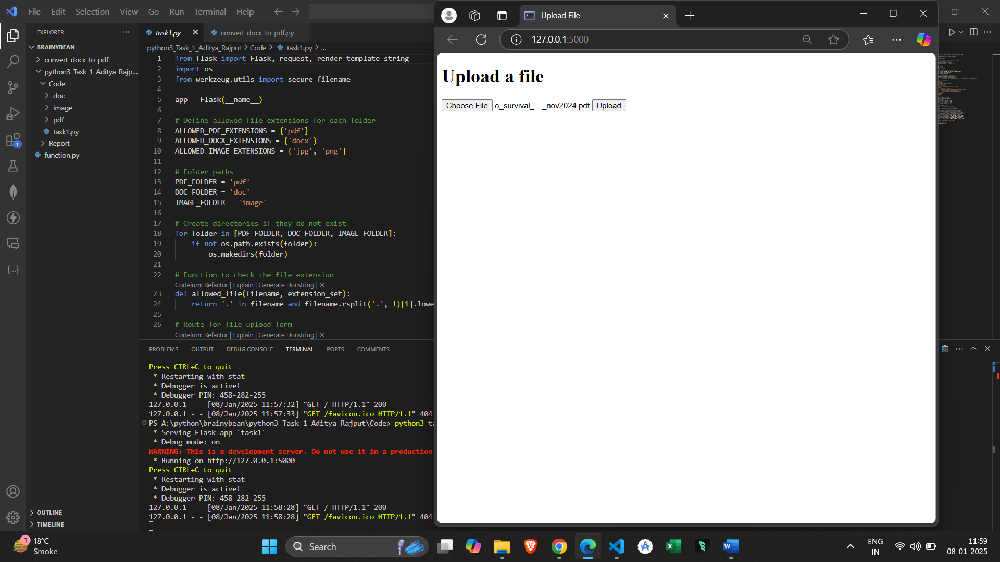 File Edit Selection View Go Run Terminal Help
EXPLORER
BRAINYBEAN
convert_docx_to_pdf
python3_Task_1_Aditya_Rajp...
Code
doc
image
pdf
task1.py
Report
function.py
OUTLINE
TIMELINE
1
task1.py
convert_docx_to_pdf.py
python3_Task_1_Aditya_Rajput > Code > task1.py > ...
1 from flask import Flask, request, render_template_string
2 import os
3 from werkzeug.utils import secure_filename
4
5 app = Flask(__name__)
6
7 # Define allowed file extensions for each folder
8 ALLOWED_PDF_EXTENSIONS = {'pdf'}
9 ALLOWED_DOCX_EXTENSIONS = {'docx'}
10 ALLOWED_IMAGE_EXTENSIONS = {'jpg', 'png'}
11
12 # Folder paths
13 PDF_FOLDER = 'pdf'
14 DOC_FOLDER = 'doc'
15 IMAGE_FOLDER = 'image'
16
17 # Create directories if they do not exist
18 for folder in [PDF_FOLDER, DOC_FOLDER, IMAGE_FOLDER]:
19 if not os.path.exists(folder):
20 os.makedirs(folder)
21
22 # Function to check the file extension
Codeium: Refactor | Explain | Generate Docstring | X
23 def allowed_file(filename, extension_set):
24 return '.' in filename and filename.rsplit('.', 1)[1].lowe
25
26 # Route for file upload form
Codeium: Refactor | Explain | Generate Docstring | X
PROBLEMS OUTPUT DEBUG CONSOLE TERMINAL PORTS COMMENTS
Press CTRL+C to quit
* Restarting with stat
* Debugger is active!
* Debugger PIN: 458-282-255
127.0.0.1 - - [08/Jan/2025 11:57:32] "GET / HTTP/1.1" 200 -
127.0.0.1 - - [08/Jan/2025 11:57:33] "GET /favicon.ico HTTP/1.1" 404
PS A:\python\brainybean\python3_Task_1_Aditya_Rajput\Code> python3 ta
* Serving Flask app 'task1'
* Debug mode: on
WARNING: This is a development server. Do not use it in a production
* Running on http://127.0.0.1:5000
Press CTRL+C to quit
* Restarting with stat
* Debugger is active!
* Debugger PIN: 458-282-255
127.0.0.1 - - [08/Jan/2025 11:58:28] "GET / HTTP/1.1" 200 -
127.0.0.1 - - [08/Jan/2025 11:58:28] "GET /favicon.ico HTTP/1.1" 404
Upload File
127.0.0.1:5000
Upload a file
Choose File o_survival_…_nov2024.pdf Upload
1
18°C
Smoke
Search
ENG
IN
11:59
08-01-2025